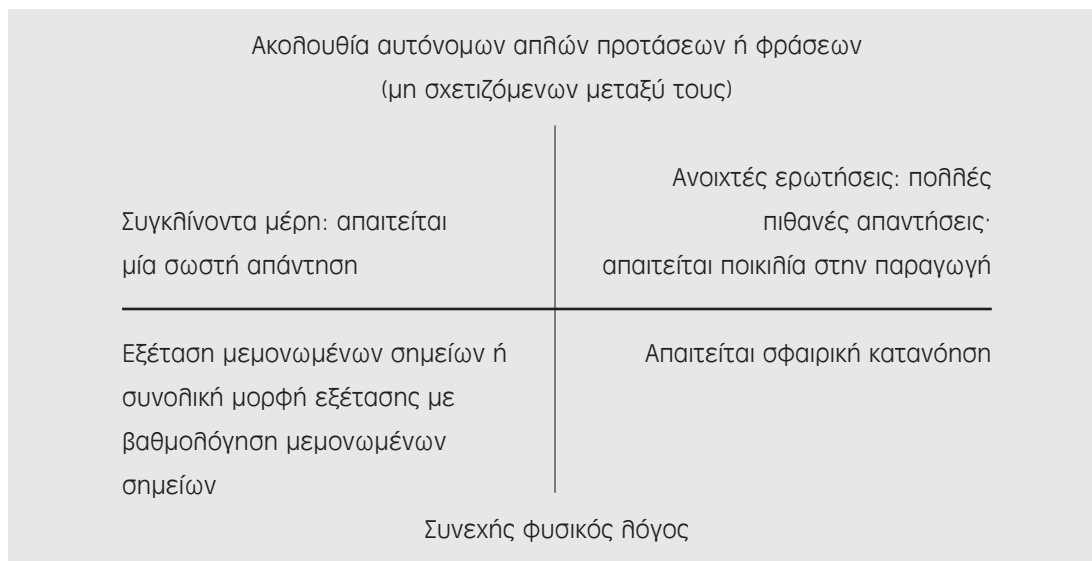 Ακολουθία αυτόνομων απλών προτάσεων ή φράσεων
(μη σχετιζόμενων μεταξύ τους)
Συγκλίνοντα μέρη: απαιτείται
μία σωστή απάντηση
Ανοιχτές ερωτήσεις: πολλές
πιθανές απαντήσεις·
απαιτείται ποικιλία στην παραγωγή
Εξέταση μεμονωμένων σημείων ή
συνολική μορφή εξέτασης με
βαθμολόγηση μεμονωμένων
σημείων
Απαιτείται σφαιρική κατανόηση
Συνεχής φυσικός λόγος